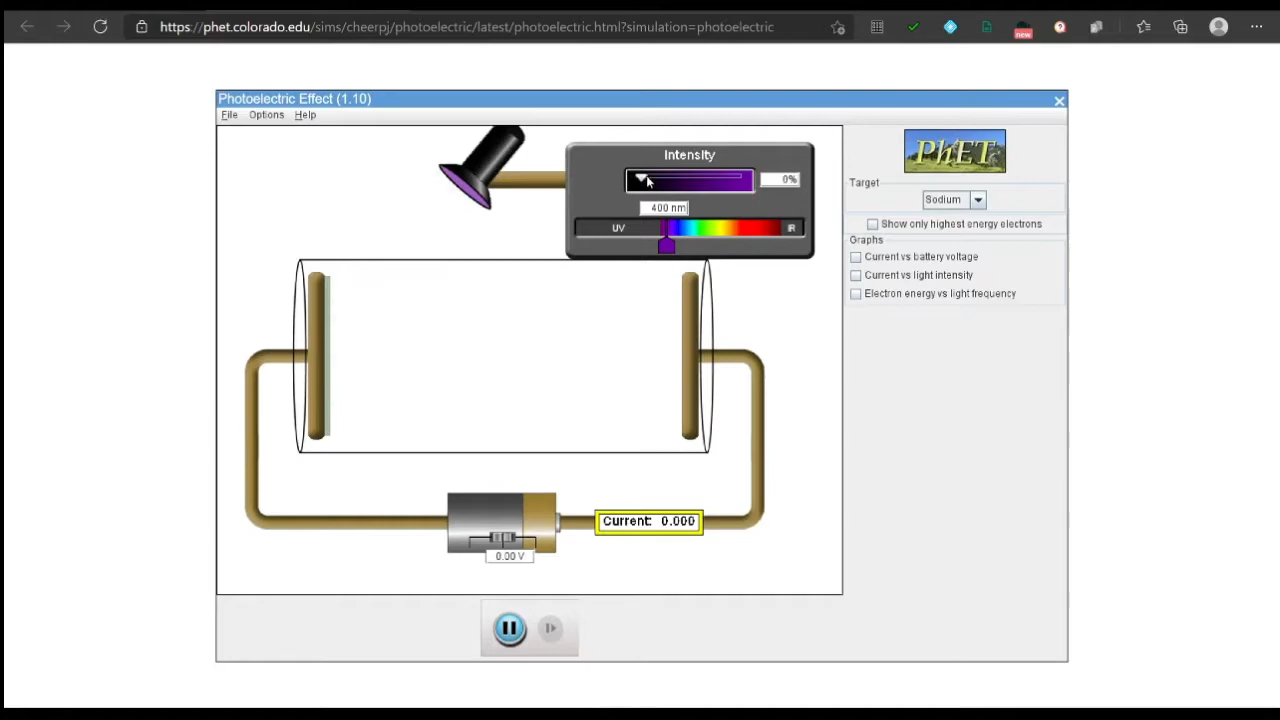 https://phet.colorado.edu/sims/cheerpj/photoelectric/latest/photoelectric.html?simulation=photoelectric
new
Photoelectric Effect (1.10)
File Options Help
Intensity
0%
400 nm
UV IR
PhET
Target
Sodium
Show only highest energy electrons
Graphs
Current vs battery voltage
Current vs light intensity
Electron energy vs light frequency
Current: 0.000
0.00 V